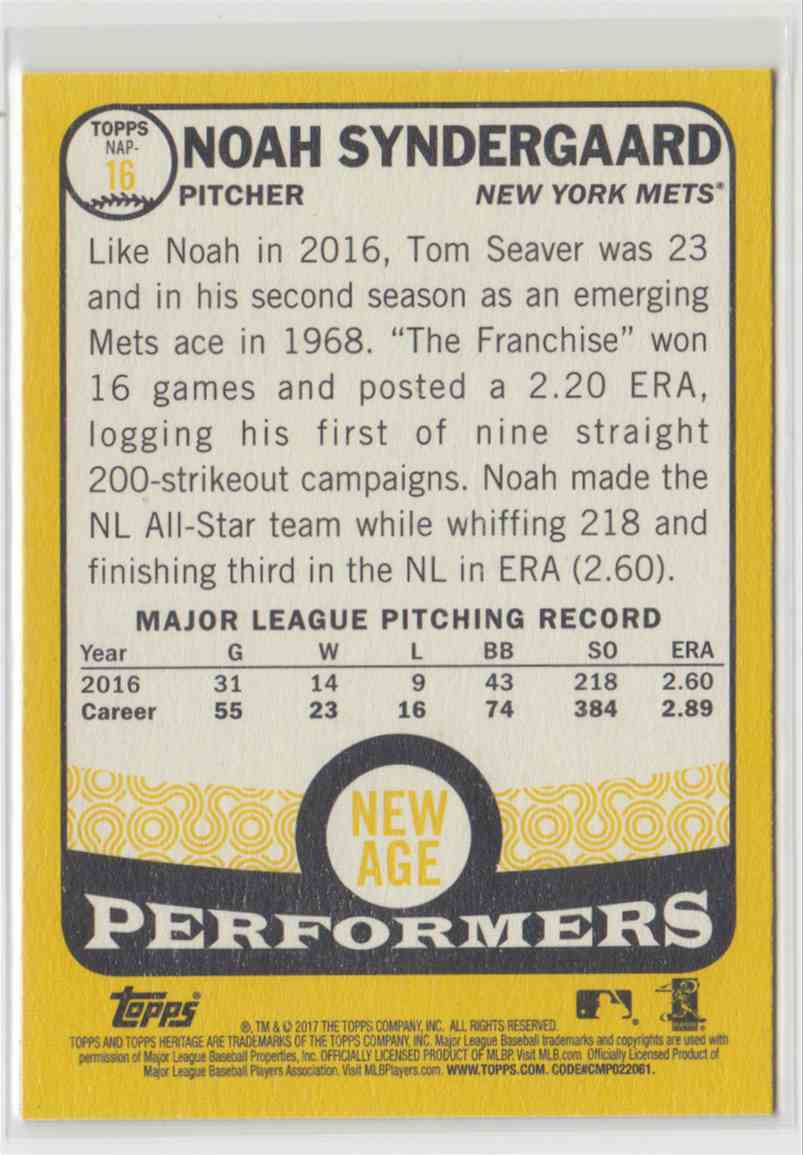 TOPPS
NAP-
16
NOAH SYNDERGAARD
PITCHER NEW YORK METS®
Like Noah in 2016, Tom Seaver was 23
and in his second season as an emerging
Mets ace in 1968. “The Franchise” won
16 games and posted a 2.20 ERA,
logging his first of nine straight
200-strikeout campaigns. Noah made the
NL All-Star team while whiffing 218 and
finishing third in the NL in ERA (2.60).
MAJOR LEAGUE PITCHING RECORD
Year G W L BB SO ERA
2016 31 14 9 43 218 2.60
Career 55 23 16 74 384 2.89
NEW
AGE
PERFORMERS
Topps®
®, TM & © 2017 THE TOPPS COMPANY, INC. ALL RIGHTS RESERVED.
TOPPS AND TOPPS HERITAGE ARE TRADEMARKS OF THE TOPPS COMPANY, INC. Major League Baseball trademarks and copyrights are used with
permission of Major League Baseball Properties, Inc. OFFICIALLY LICENSED PRODUCT OF MLBP. Visit MLB.com Officially Licensed Product of
Major League Baseball Players Association. Visit MLBPlayers.com. WWW.TOPPS.COM. CODE#CMP022061.